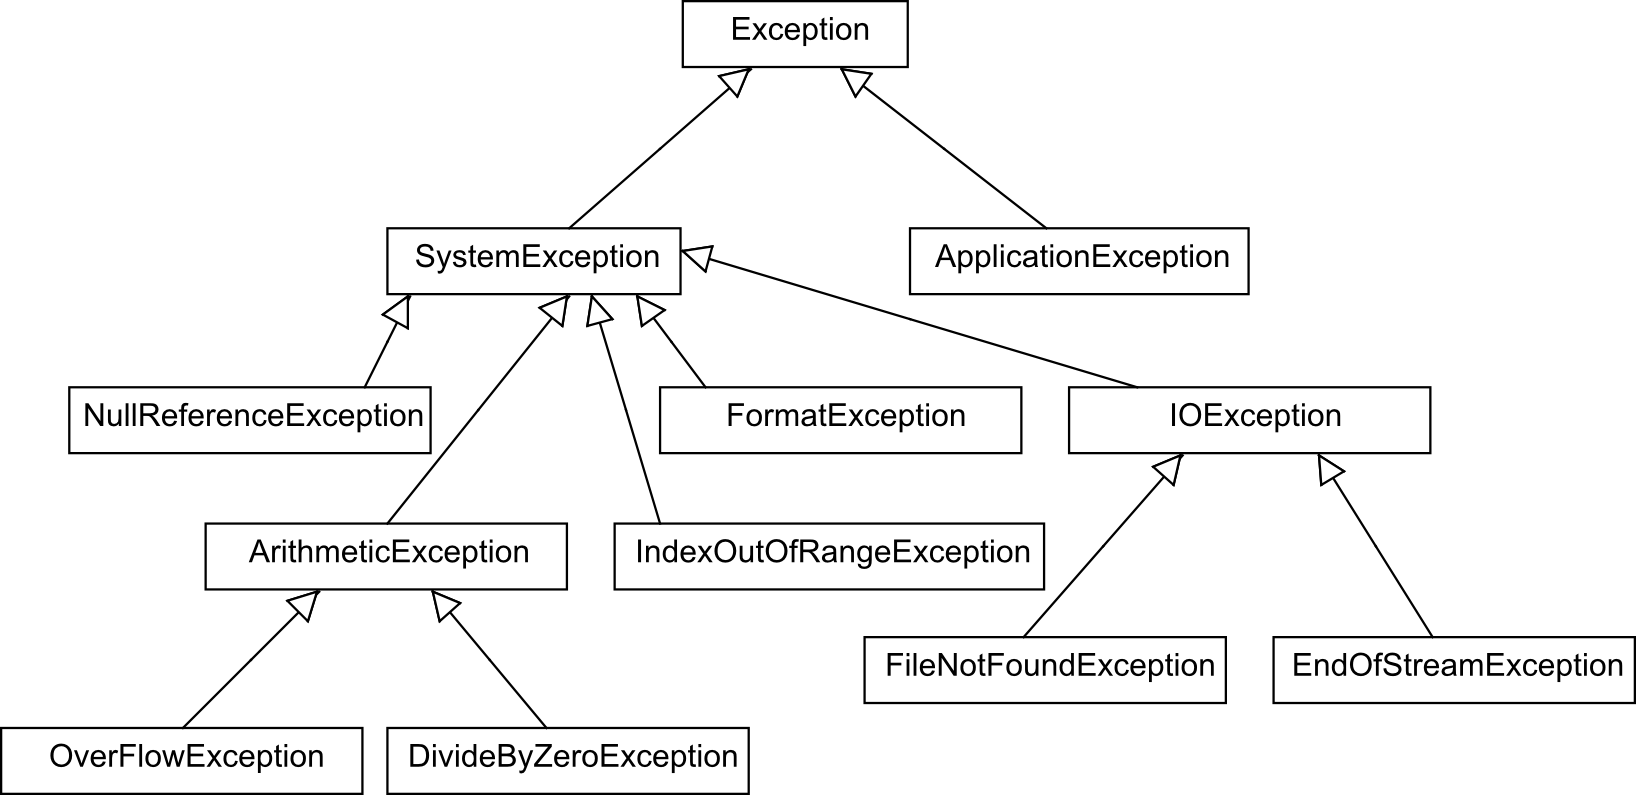 Exception
SystemException
ApplicationException
NullReferenceException
FormatException
IOException
ArithmeticException
IndexOutOfRangeException
FileNotFoundException
EndOfStreamException
OverFlowException
DivideByZeroException